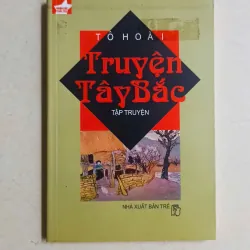 TÔ HOÀI
Truyện
Tây Bắc
TẬP TRUYỆN
NHÀ XUẤT BẢN TRẺ